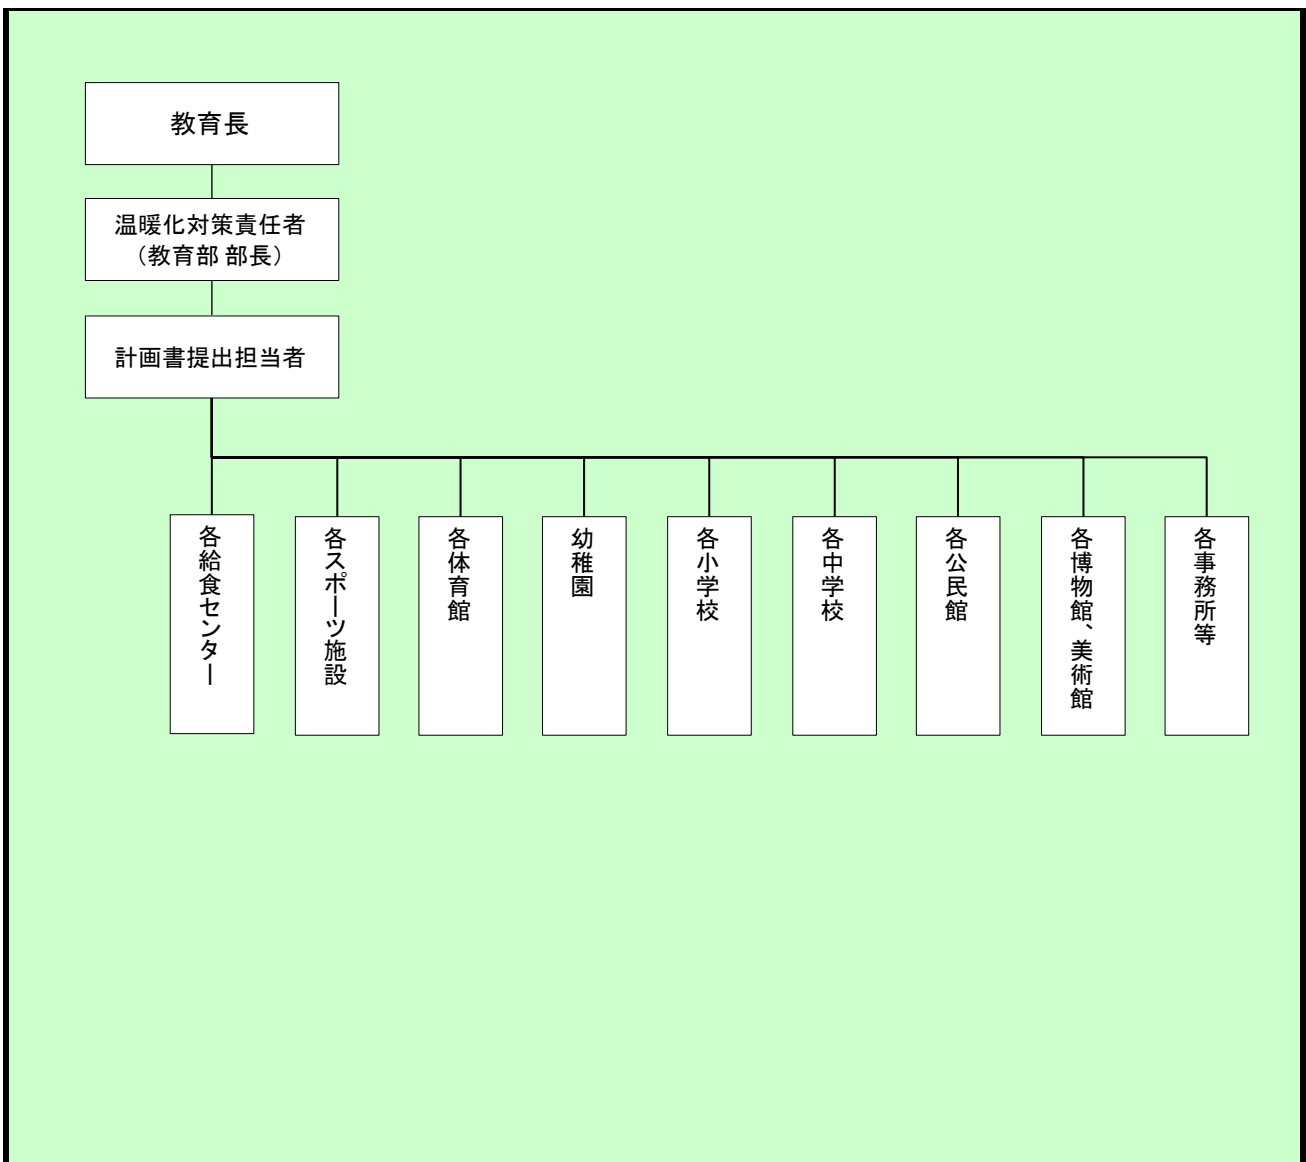 教育長
温暖化対策責任者
（教育部 部長）
計画書提出担当者
各給食センター
各スポーツ施設
各体育館
幼稚園
各小学校
各中学校
各公民館
各博物館、美術館
各事務所等